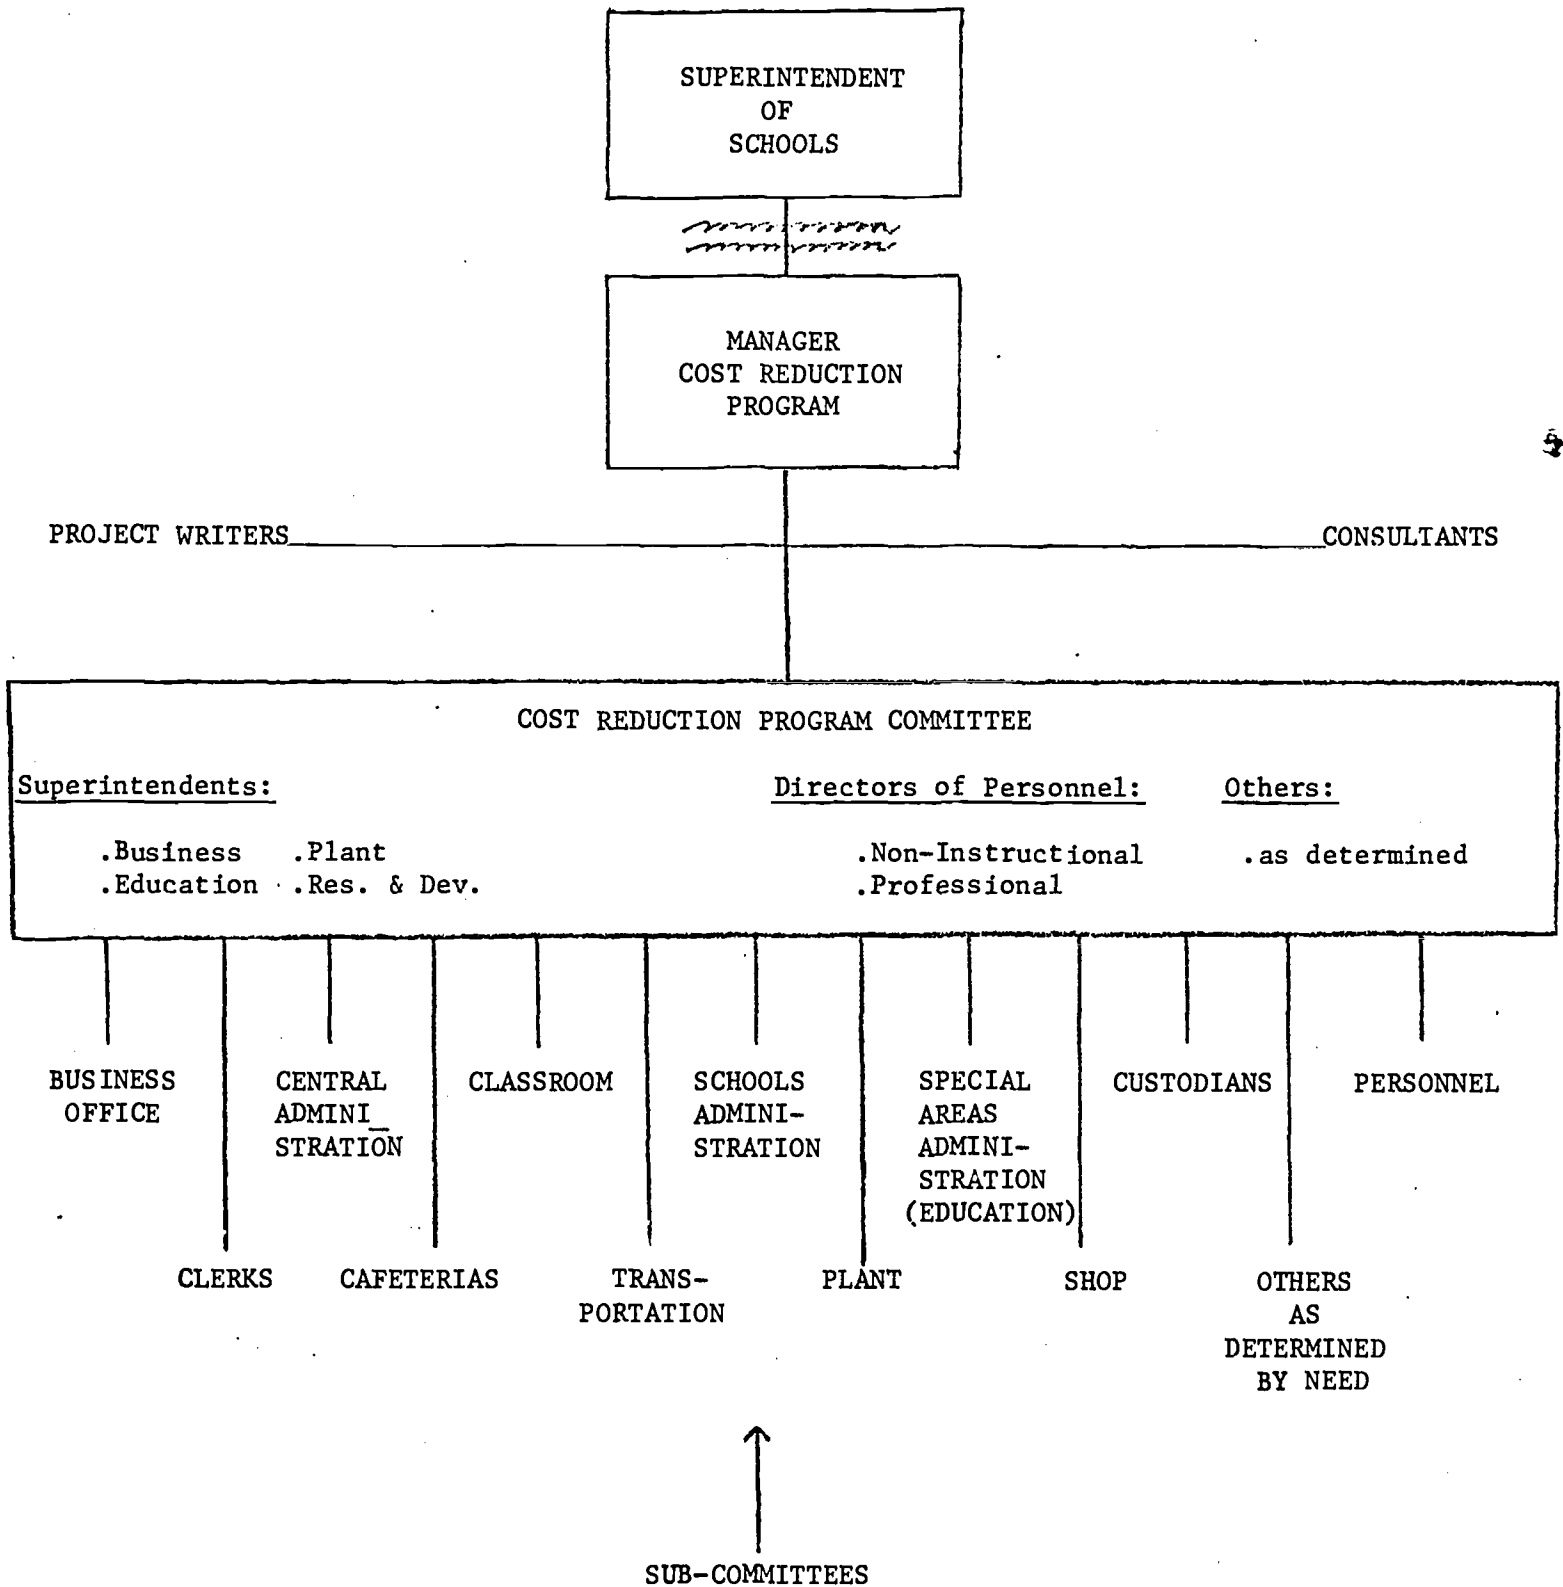 SUPERINTENDENT
OF
SCHOOLS
MANAGER
COST REDUCTION
PROGRAM
PROJECT WRITERS
CONSULTANTS
COST REDUCTION PROGRAM COMMITTEE
Superintendents:
Directors of Personnel:
Others:
.Business .Plant
.Education .Res. & Dev.
.Non-Instructional
.Professional
.as determined
BUSINESS
OFFICE
CENTRAL
ADMINI_
STRATION
CLASSROOM
SCHOOLS
ADMINI-
STRATION
SPECIAL
AREAS
ADMINI-
STRATION
(EDUCATION)
CUSTODIANS
PERSONNEL
CLERKS
CAFETERIAS
TRANS-
PORTATION
PLANT
SHOP
OTHERS
AS
DETERMINED
BY NEED
SUB-COMMITTEES